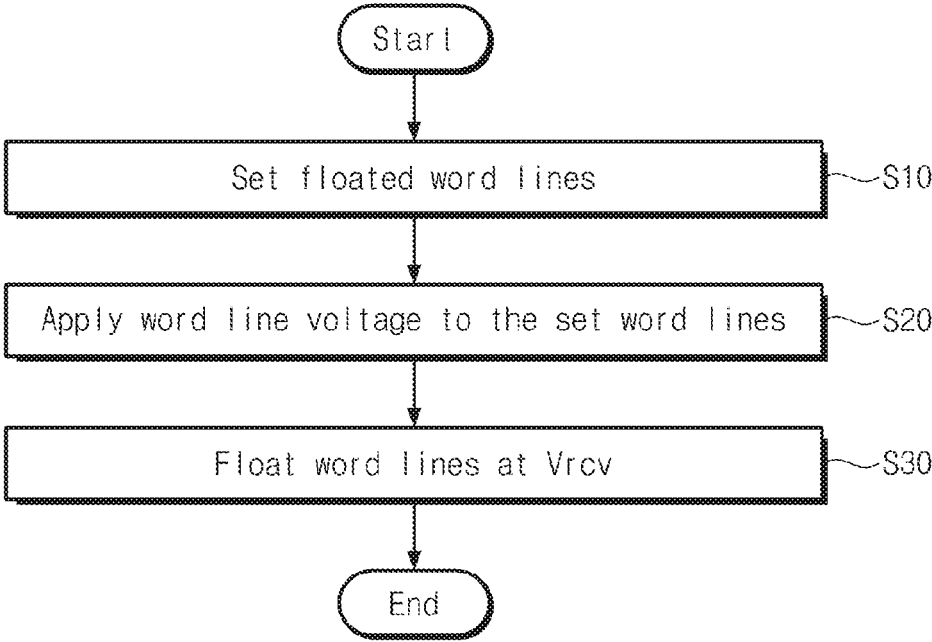 Start
Set floated word lines
S10
Apply word line voltage to the set word lines
S20
Float word lines at Vrcv
S30
End